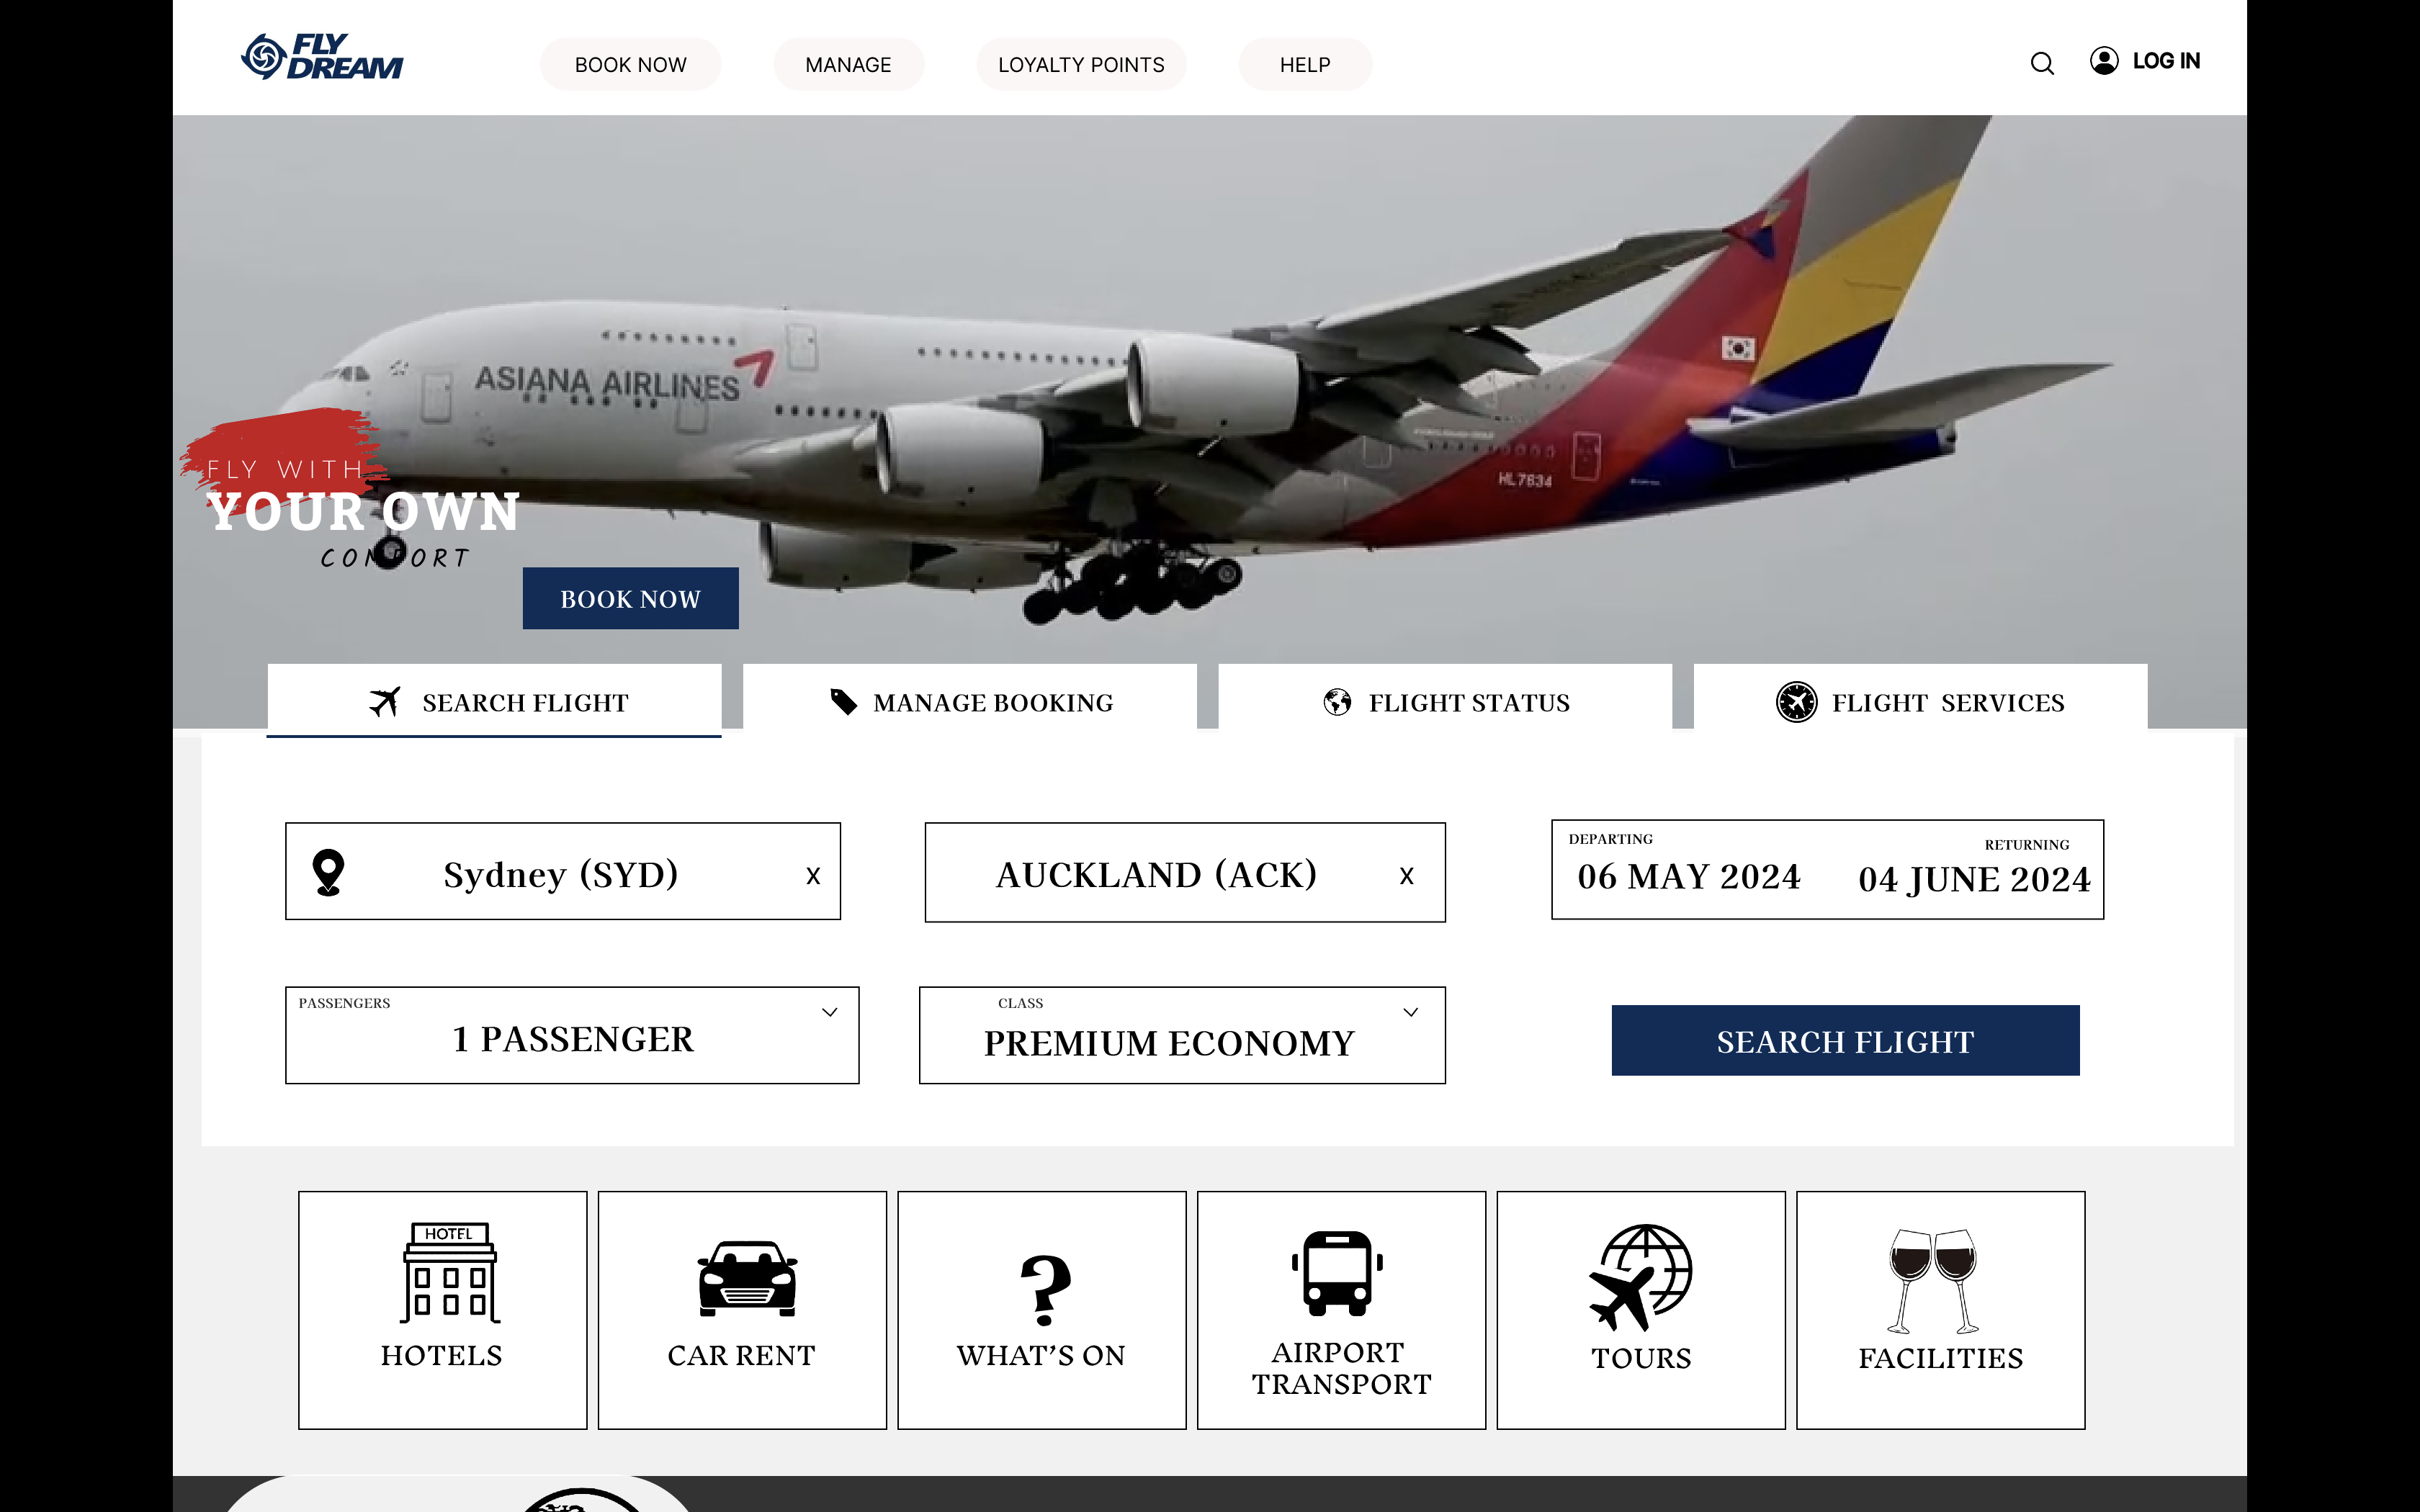 FLY
DREAM
BOOK NOW
MANAGE
LOYALTY POINTS
HELP
LOG IN
ASIANA AIRLINES
HL7634
FLY WITH
YOUR OWN
COMFORT
BOOK NOW
SEARCH FLIGHT
MANAGE BOOKING
FLIGHT STATUS
FLIGHT SERVICES
Sydney (SYD)
X
AUCKLAND (ACK)
X
DEPARTING
06 MAY 2024
RETURNING
04 JUNE 2024
PASSENGERS
1 PASSENGER
CLASS
PREMIUM ECONOMY
SEARCH FLIGHT
HOTEL
HOTELS
CAR RENT
?
WHAT'S ON
AIRPORT
TRANSPORT
TOURS
FACILITIES